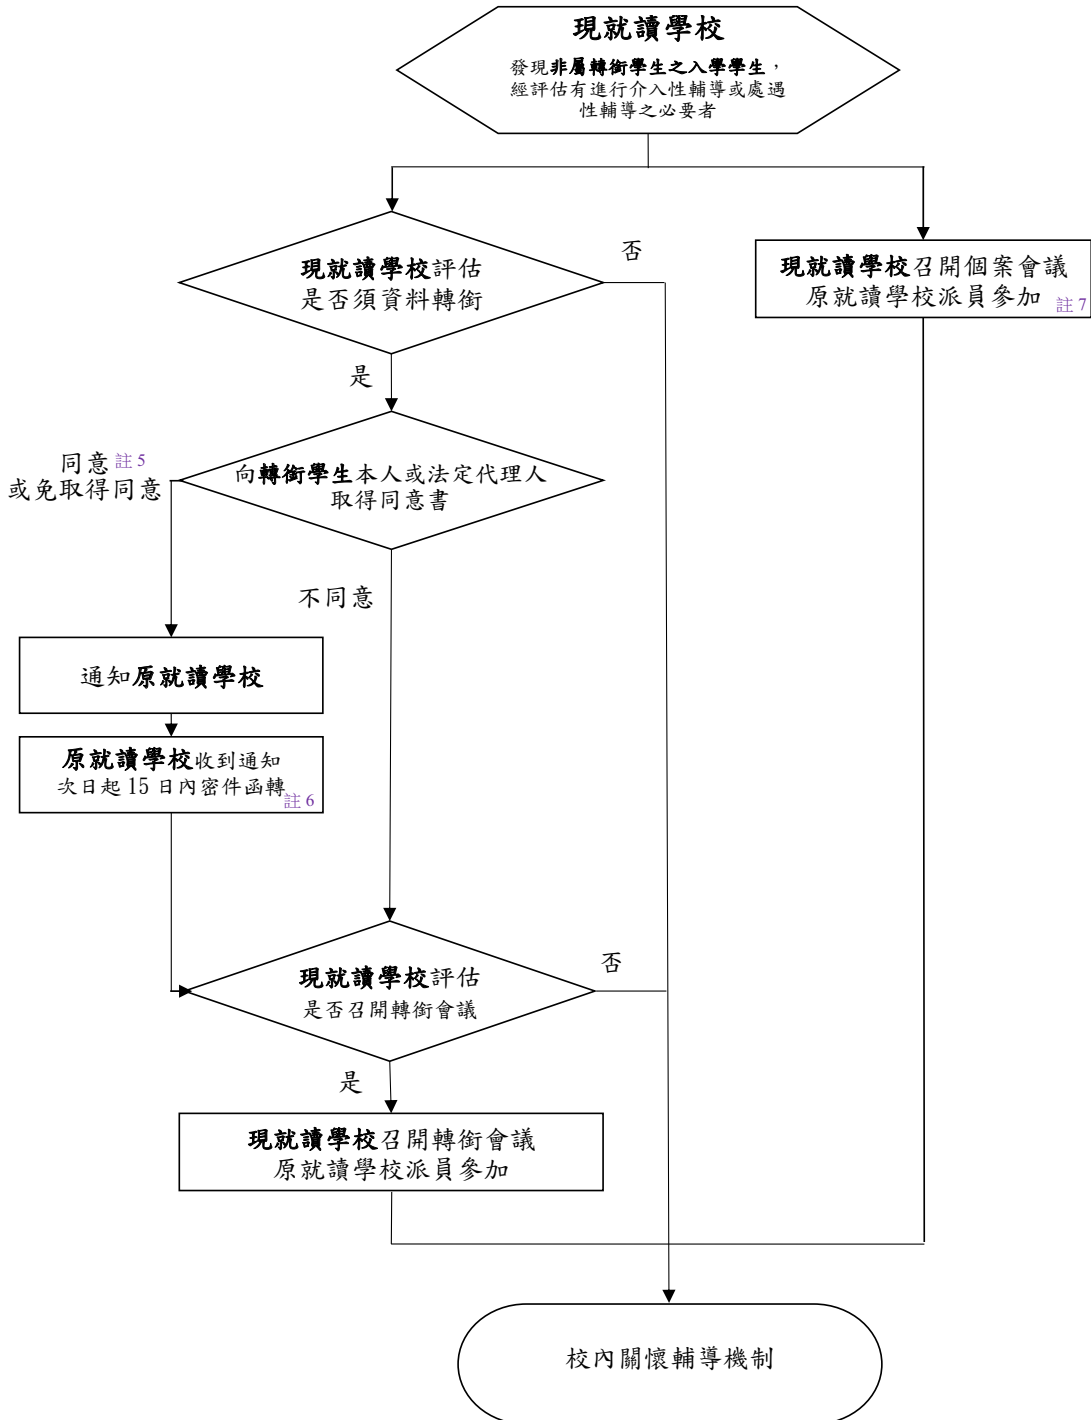 現就讀學校
發現非屬轉銜學生之入學學生，
經評估有進行介入性輔導或處遇
性輔導之必要者
現就讀學校評估
是否須資料轉銜
否
現就讀學校召開個案會議
原就讀學校派員參加 註 7
是
同意 註 5
或免取得同意
向轉銜學生本人或法定代理人
取得同意書
不同意
通知原就讀學校
原就讀學校收到通知
次日起 15 日內密件函轉 註 6
現就讀學校評估
是否召開轉銜會議
否
是
現就讀學校召開轉銜會議
原就讀學校派員參加
校內關懷輔導機制